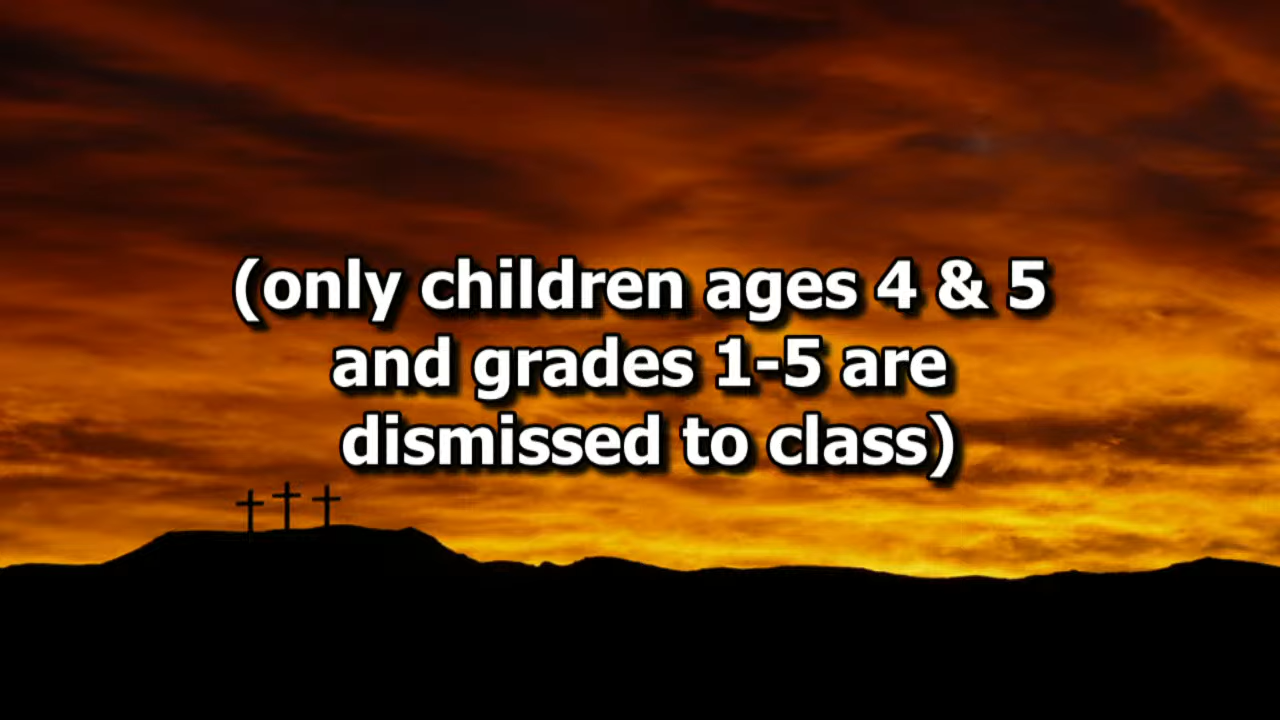 (only children ages 4 & 5
and grades 1-5 are
dismissed to class)